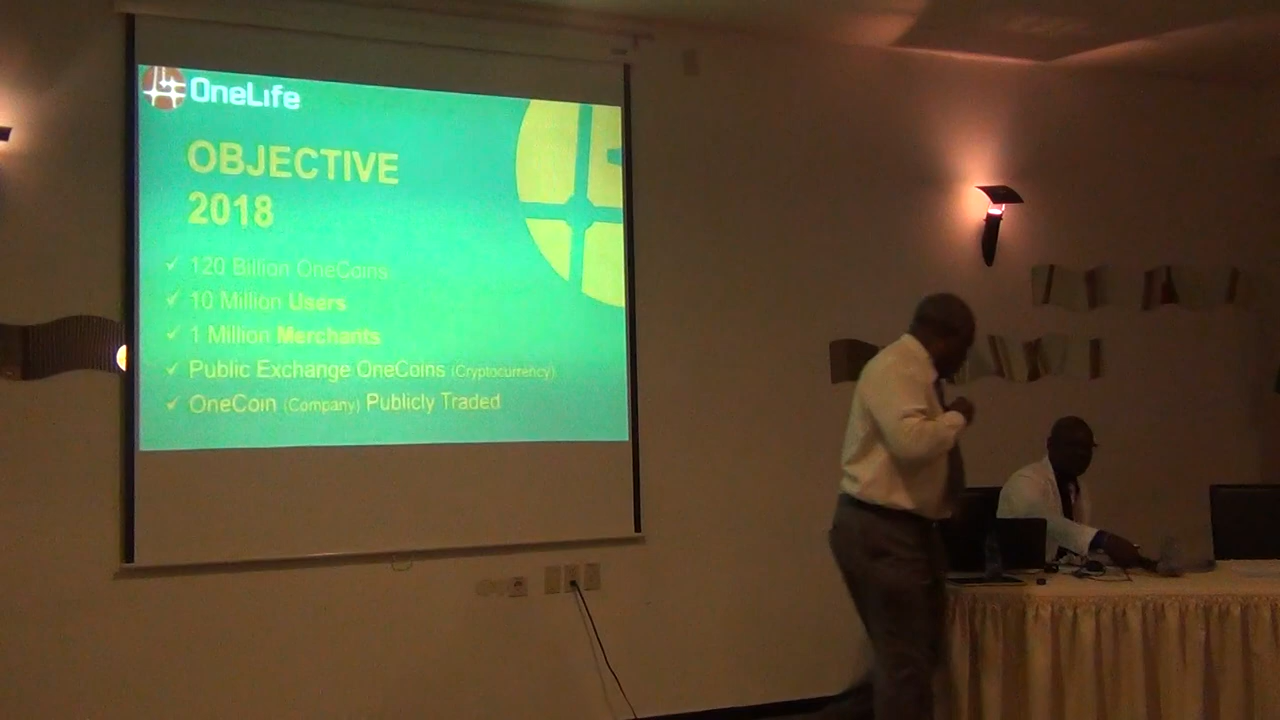 OneLife
OBJECTIVE
2018
✓ 120 Billion OneCoins
✓ 10 Million Users
✓ 1 Million Merchants
✓ Public Exchange OneCoins (Cryptocurrency)
✓ OneCoin (Company) Publicly Traded